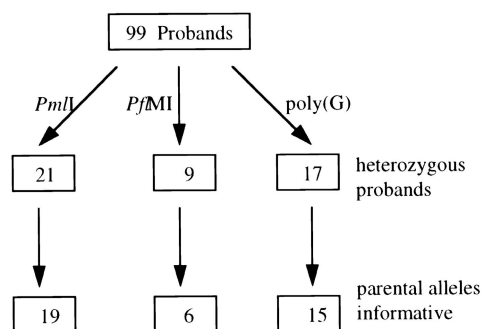 99 Probands
PmlI PflMI poly(G)
21 9 17 heterozygous
probands
parental alleles
19 6 15 informative